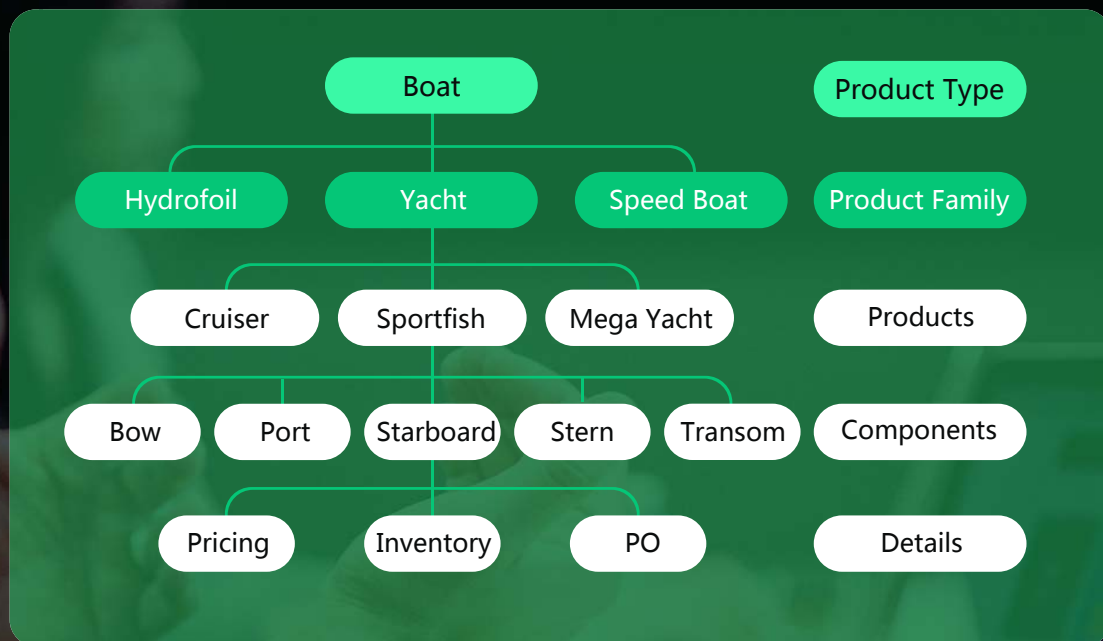 Boat
Product Type
Hydrofoil
Yacht
Speed Boat
Product Family
Cruiser
Sportfish
Mega Yacht
Products
Bow
Port
Starboard
Stern
Transom
Components
Pricing
Inventory
PO
Details